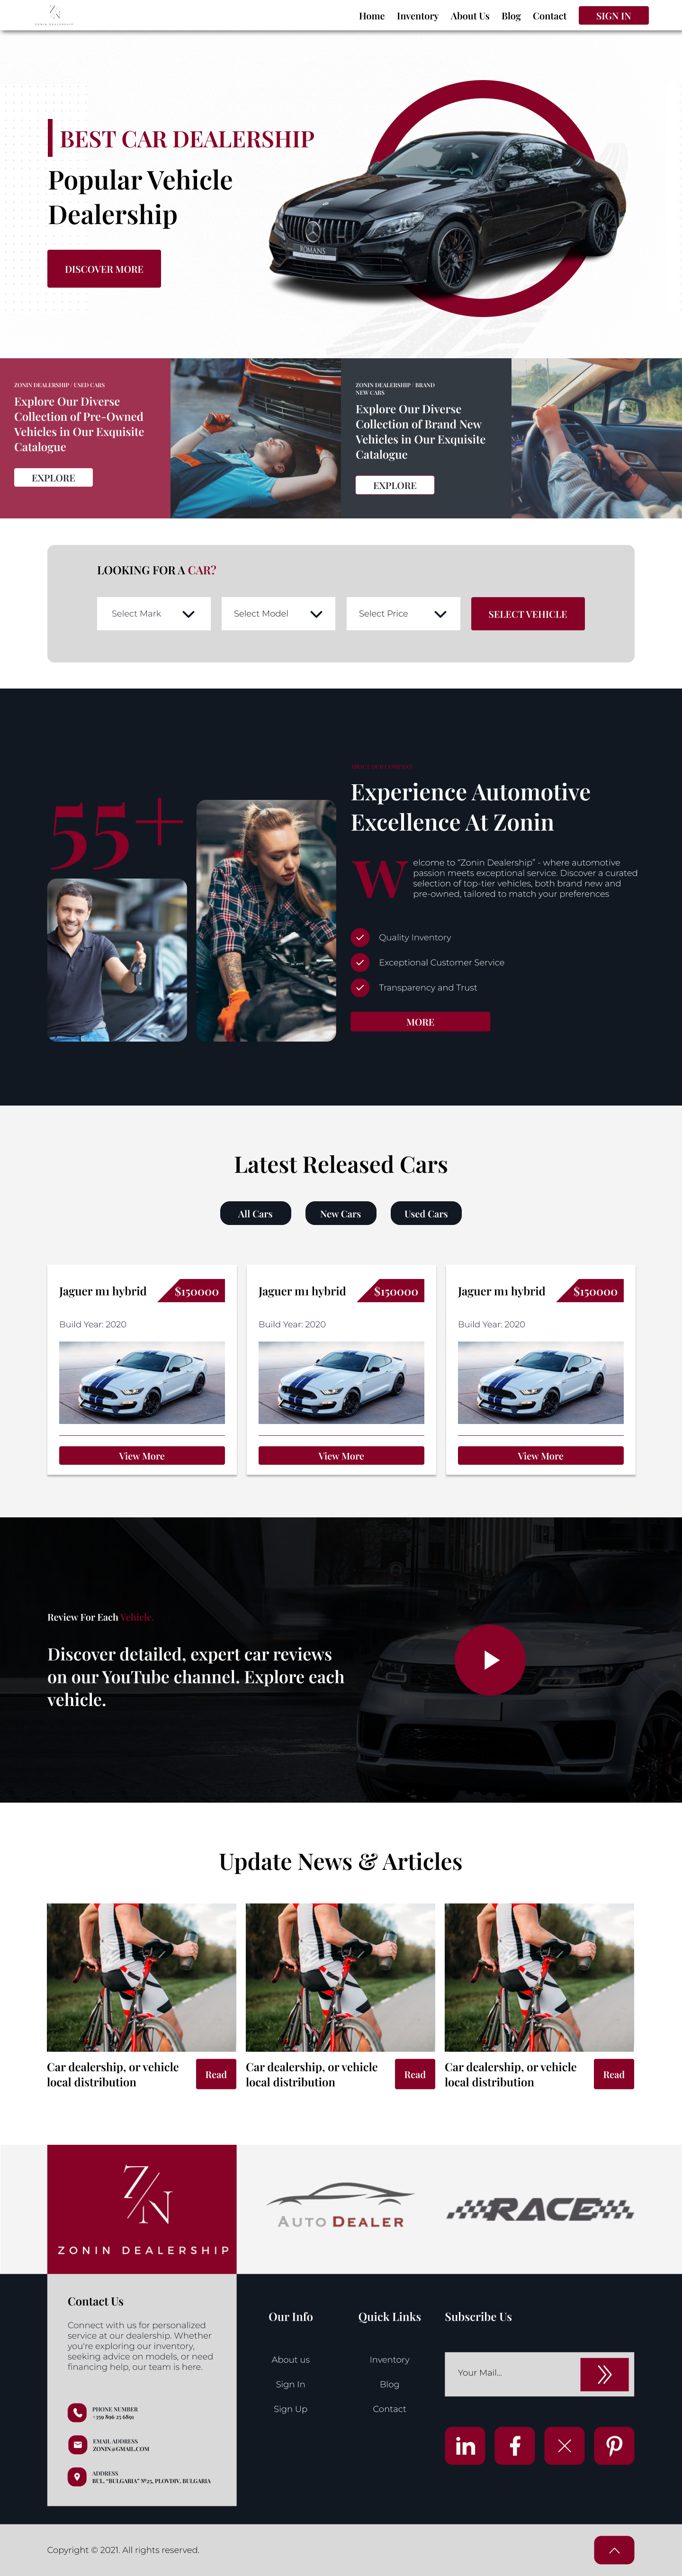 ZN
ZONIN DEALERSHIP
Home Inventory About Us Blog Contact SIGN IN
BEST CAR DEALERSHIP
Popular Vehicle
Dealership
DISCOVER MORE
ROMANS
ZONIN DEALERSHIP / USED CARS
Explore Our Diverse
Collection of Pre-Owned
Vehicles in Our Exquisite
Catalogue
EXPLORE
ZONIN DEALERSHIP / BRAND
NEW CARS
Explore Our Diverse
Collection of Brand New
Vehicles in Our Exquisite
Catalogue
EXPLORE
LOOKING FOR A CAR?
Select Mark Select Model Select Price SELECT VEHICLE
55+
Experience Automotive
Excellence At Zonin
Welcome to “Zonin Dealership” - where automotive
passion meets exceptional service. Discover a curated
selection of top-tier vehicles, both brand new and
pre-owned, tailored to match your preferences
Quality Inventory
Exceptional Customer Service
Transparency and Trust
MORE
Latest Released Cars
All Cars New Cars Used Cars
Jaguer m1 hybrid $150000
Build Year: 2020
View More
Jaguer m1 hybrid $150000
Build Year: 2020
View More
Jaguer m1 hybrid $150000
Build Year: 2020
View More
Review For Each Vehicle.
Discover detailed, expert car reviews
on our YouTube channel. Explore each
vehicle.
Update News & Articles
Car dealership, or vehicle
local distribution
Read
Car dealership, or vehicle
local distribution
Read
Car dealership, or vehicle
local distribution
Read
ZN
ZONIN DEALERSHIP
AUTO DEALER
RACE
Contact Us
Connect with us for personalized
service at our dealership. Whether
you're exploring our inventory,
seeking advice on models, or need
financing help, our team is here.
PHONE NUMBER
+359 896 25 6891
EMAIL ADDRESS
ZONIN@GMAIL.COM
ADDRESS
BUL. “BULGARIA” №25, PLOVDIV, BULGARIA
Our Info
About us
Sign In
Sign Up
Quick Links
Inventory
Blog
Contact
Subscribe Us
Your Mail...
Copyright © 2021. All rights reserved.